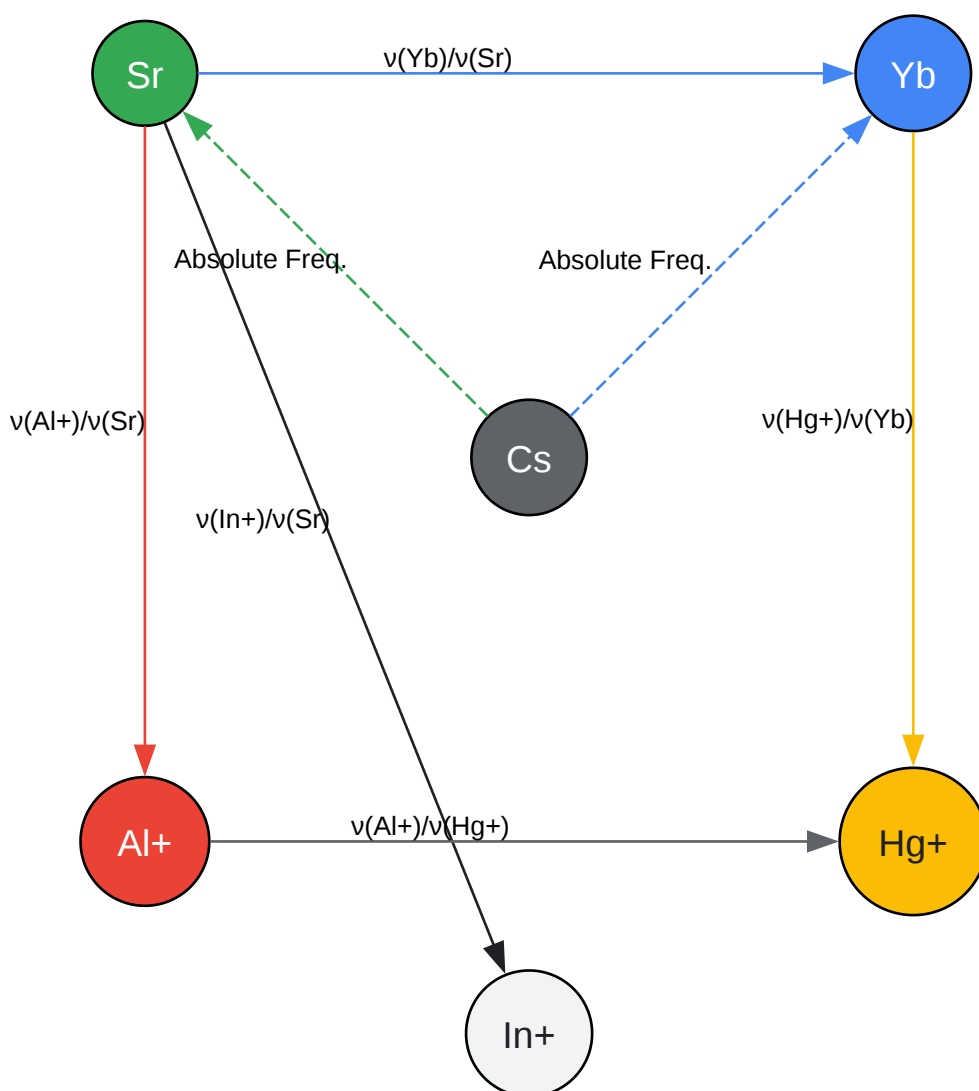 ν(Yb)/ν(Sr)
Sr
Yb
Absolute Freq.
Absolute Freq.
ν(Al+)/ν(Sr)
ν(Hg+)/ν(Yb)
Cs
ν(In+)/ν(Sr)
ν(Al+)/ν(Hg+)
Al+
Hg+
In+